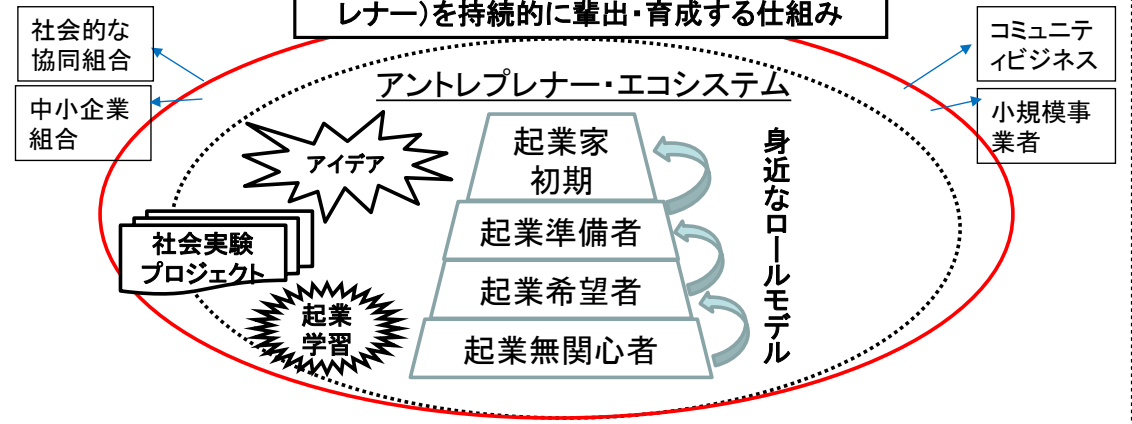 レナー）を持続的に輩出・育成する仕組み
社会的な
協同組合
中小企業
組合
コミュニテ
ィビジネス
小規模事
業者
アントレプレナー・エコシステム
アイデア
社会実験
プロジェクト
起業
学習
起業家
初期
起業準備者
起業希望者
起業無関心者
身近なロールモデル